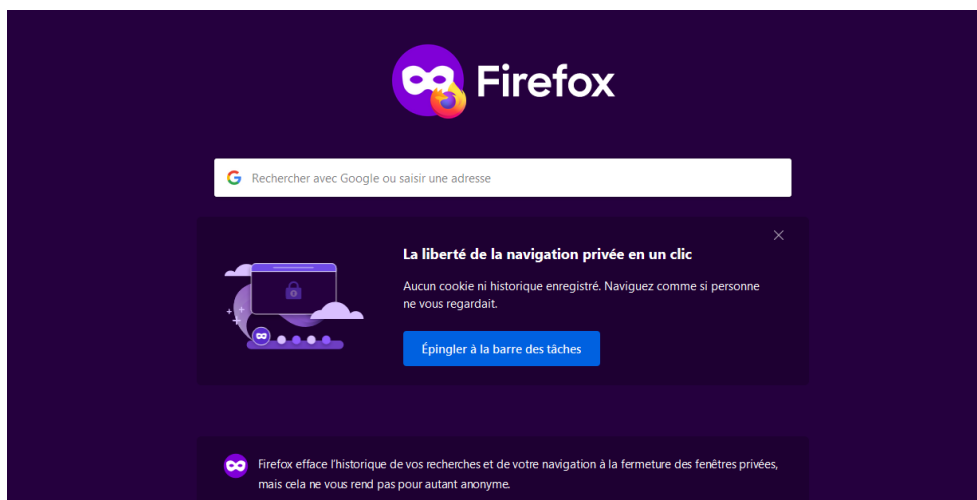 Firefox
Rechercher avec Google ou saisir une adresse
La liberté de la navigation privée en un clic
Aucun cookie ni historique enregistré. Naviguez comme si personne
ne vous regardait.
Épingler à la barre des tâches
Firefox efface l'historique de vos recherches et de votre navigation à la fermeture des fenêtres privées,
mais cela ne vous rend pas pour autant anonyme.